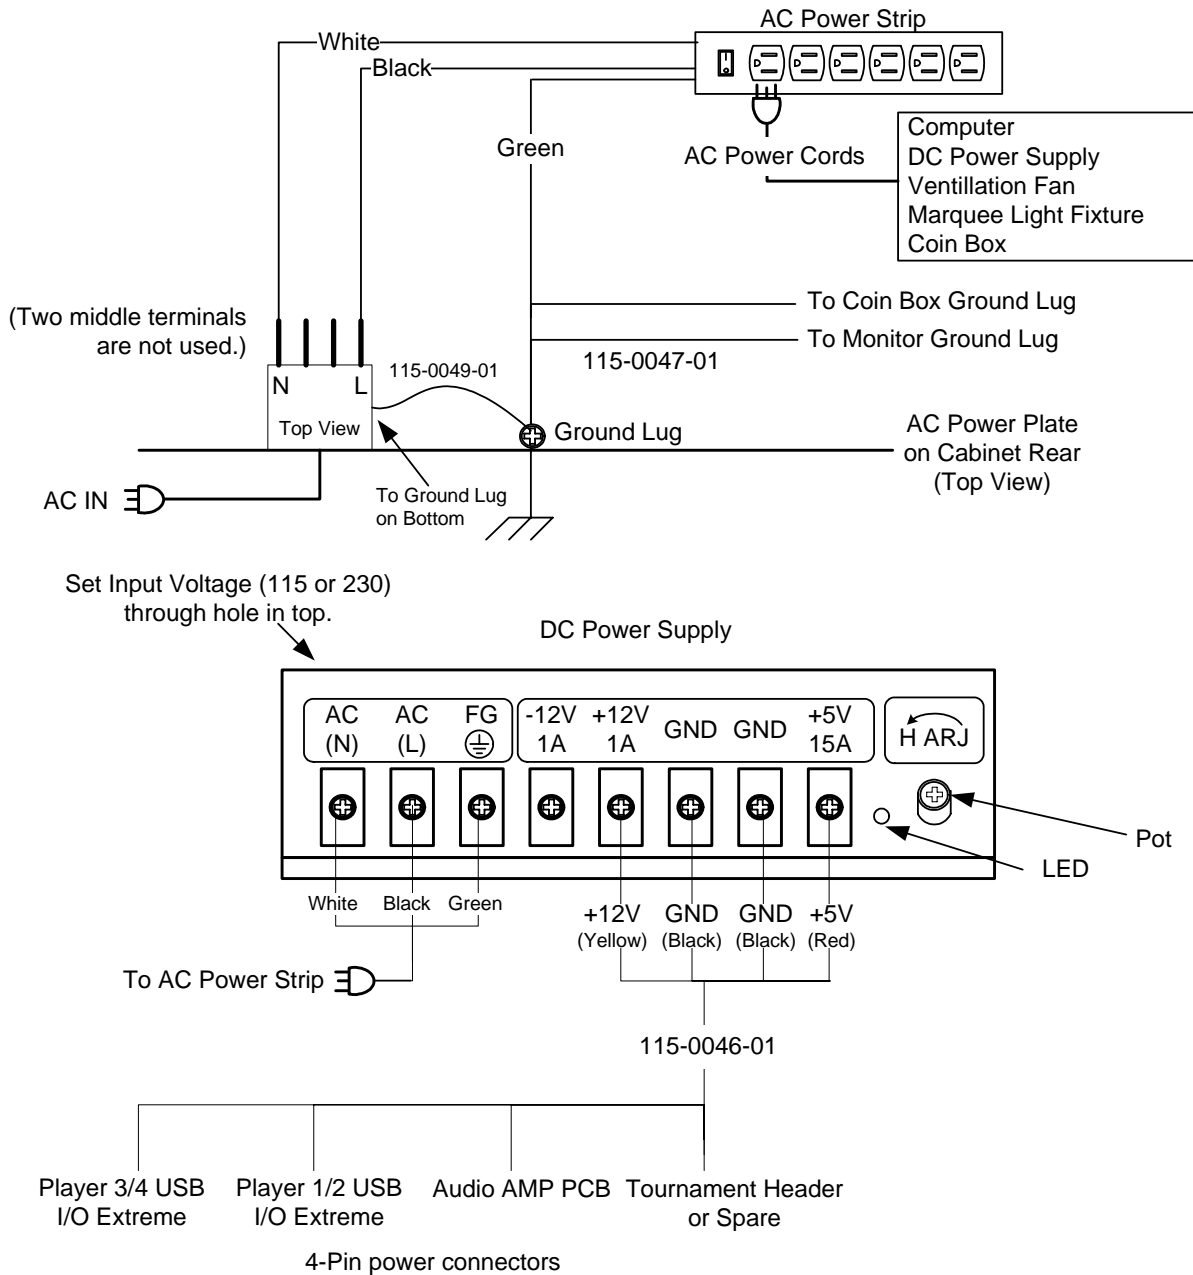 AC Power Strip
White
Black
Green
AC Power Cords
Computer
DC Power Supply
Ventillation Fan
Marquee Light Fixture
Coin Box
(Two middle terminals
are not used.)
To Coin Box Ground Lug
To Monitor Ground Lug
115-0047-01
115-0049-01
N
L
Top View
Ground Lug
AC Power Plate
on Cabinet Rear
(Top View)
AC IN
To Ground Lug
on Bottom
Set Input Voltage (115 or 230)
through hole in top.
DC Power Supply
AC
(N)
AC
(L)
FG
-12V
1A
+12V
1A
GND
GND
+5V
15A
H ARJ
Pot
LED
White
Black
Green
+12V
(Yellow)
GND
(Black)
GND
(Black)
+5V
(Red)
To AC Power Strip
115-0046-01
Player 3/4 USB
I/O Extreme
Player 1/2 USB
I/O Extreme
Audio AMP PCB
Tournament Header
or Spare
4-Pin power connectors